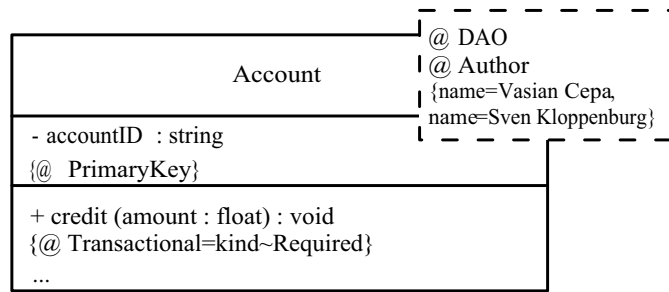 Account
@ DAO
@ Author
{name=Vasian Cepa,
name=Sven Kloppenburg}
- accountID : string
{@ PrimaryKey}
+ credit (amount : float) : void
{@ Transactional=kind~Required}
...